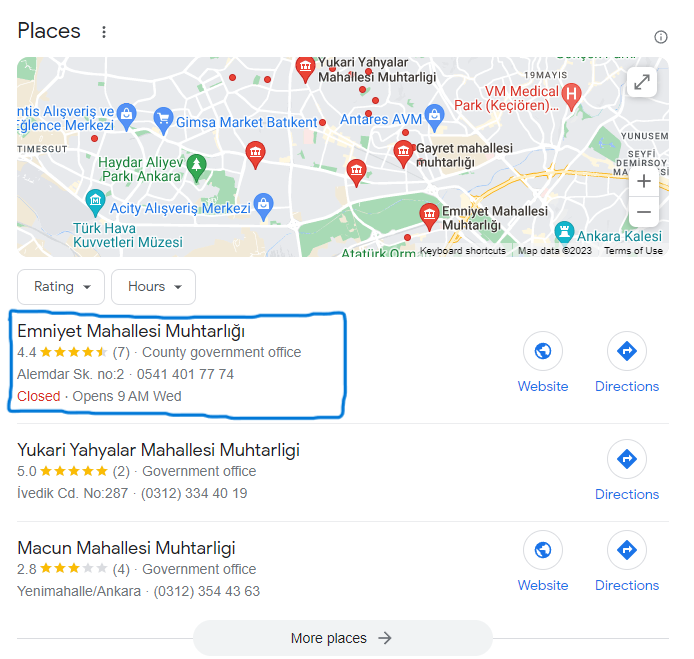 Places
Yukari Yahyalar
Mahallesi Muhtarligi
19MAYIS
VM Medical
Park (Keçiören)...
H
ntis Alışveriş ve
Eğlence Merkezi
Gimsa Market Batıkent
Antares AVM
TIMESGUT
Haydar Aliyev
Parkı Ankara
Gayret mahallesi
muhtarlığı
YUNUSEM
SEYFİ
DEMİRSOY
Acity Alışveriş Merkezi
Emniyet Mahallesi
Muhtarlığı
Türk Hava
Kuvvetleri Müzesi
Ankara Kalesi
Atatürk Orm
Keyboard shortcuts Map data ©2023 Terms of Use
Rating
Hours
Emniyet Mahallesi Muhtarlığı
4.4 (7) · County government office
Alemdar Sk. no:2 · 0541 401 77 74
Closed · Opens 9 AM Wed
Website
Directions
Yukari Yahyalar Mahallesi Muhtarligi
5.0 (2) · Government office
İvedik Cd. No:287 · (0312) 334 40 19
Directions
Macun Mahallesi Muhtarligi
2.8 (4) · Government office
Yenimahalle/Ankara · (0312) 354 43 63
Website
Directions
More places